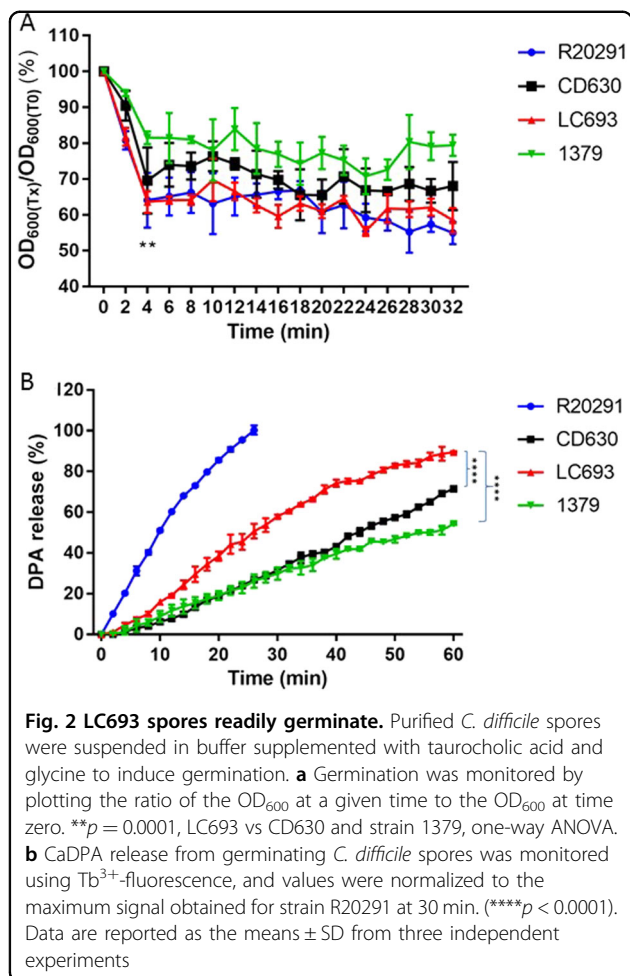 A
OD600(Tx)/OD600(T0) (%)
100
90
80
70
60
50
40
**
0 2 4 6 8 10 12 14 16 18 20 22 24 26 28 30 32
Time (min)
R20291
CD630
LC693
1379
B
DPA release (%)
120
100
80
60
40
20
0
0 10 20 30 40 50 60
Time (min)
****
****
R20291
CD630
LC693
1379
Fig. 2 LC693 spores readily germinate. Purified C. difficile spores
were suspended in buffer supplemented with taurocholic acid and
glycine to induce germination. a Germination was monitored by
plotting the ratio of the OD600 at a given time to the OD600 at time
zero. **p = 0.0001, LC693 vs CD630 and strain 1379, one-way ANOVA.
b CaDPA release from germinating C. difficile spores was monitored
using Tb3+-fluorescence, and values were normalized to the
maximum signal obtained for strain R20291 at 30 min. (****p < 0.0001).
Data are reported as the means ± SD from three independent
experiments